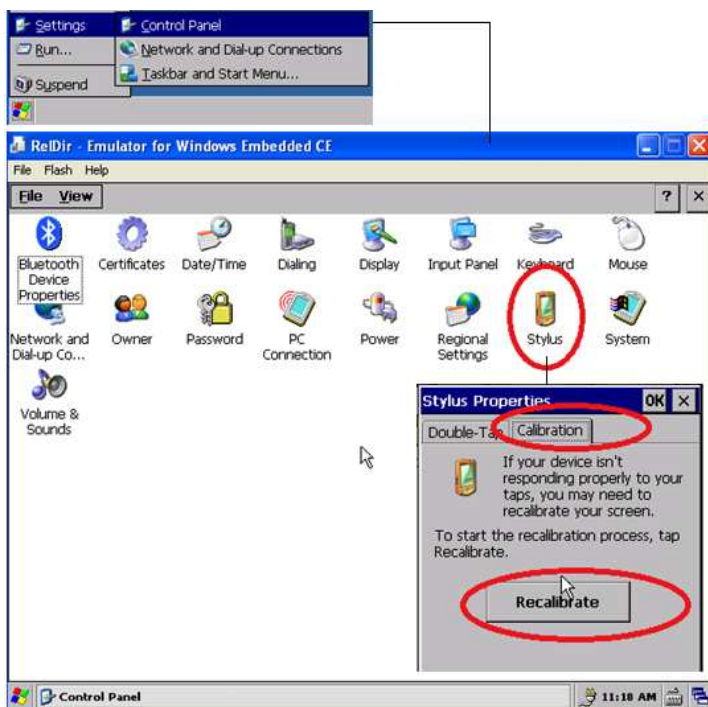 Settings
Control Panel
Run...
Network and Dial-up Connections
Taskbar and Start Menu...
Suspend
RelDir - Emulator for Windows Embedded CE
File Flash Help
File View
? ×
Bluetooth Device Properties
Certificates
Date/Time
Dialing
Display
Input Panel
Keyboard
Mouse
Network and Dial-up Co...
Owner
Password
PC Connection
Power
Regional Settings
Stylus
System
Volume & Sounds
Stylus Properties OK ×
Double-Tap Calibration
If your device isn't
responding properly to your
taps, you may need to
recalibrate your screen.
To start the recalibration process, tap
Recalibrate.
Recalibrate
Control Panel
11:18 AM